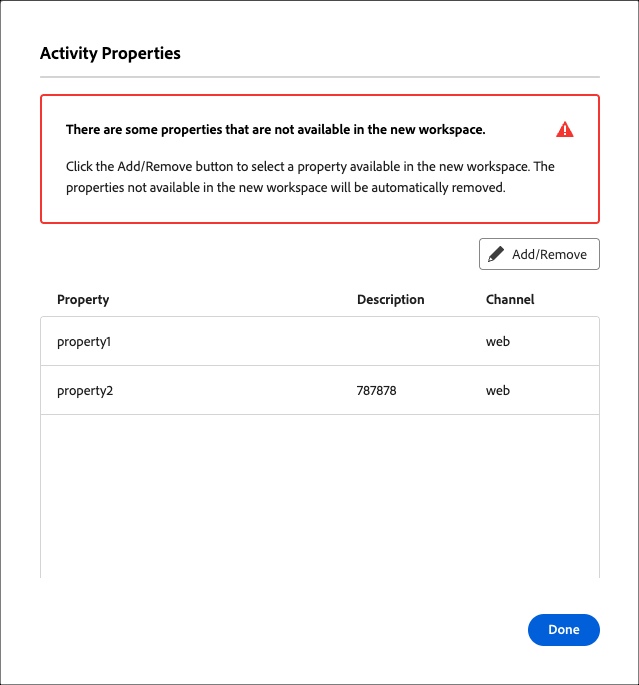 Activity Properties
There are some properties that are not available in the new workspace.
Click the Add/Remove button to select a property available in the new workspace. The
properties not available in the new workspace will be automatically removed.
Add/Remove
Property Description Channel
property1 web
property2 787878 web
Done